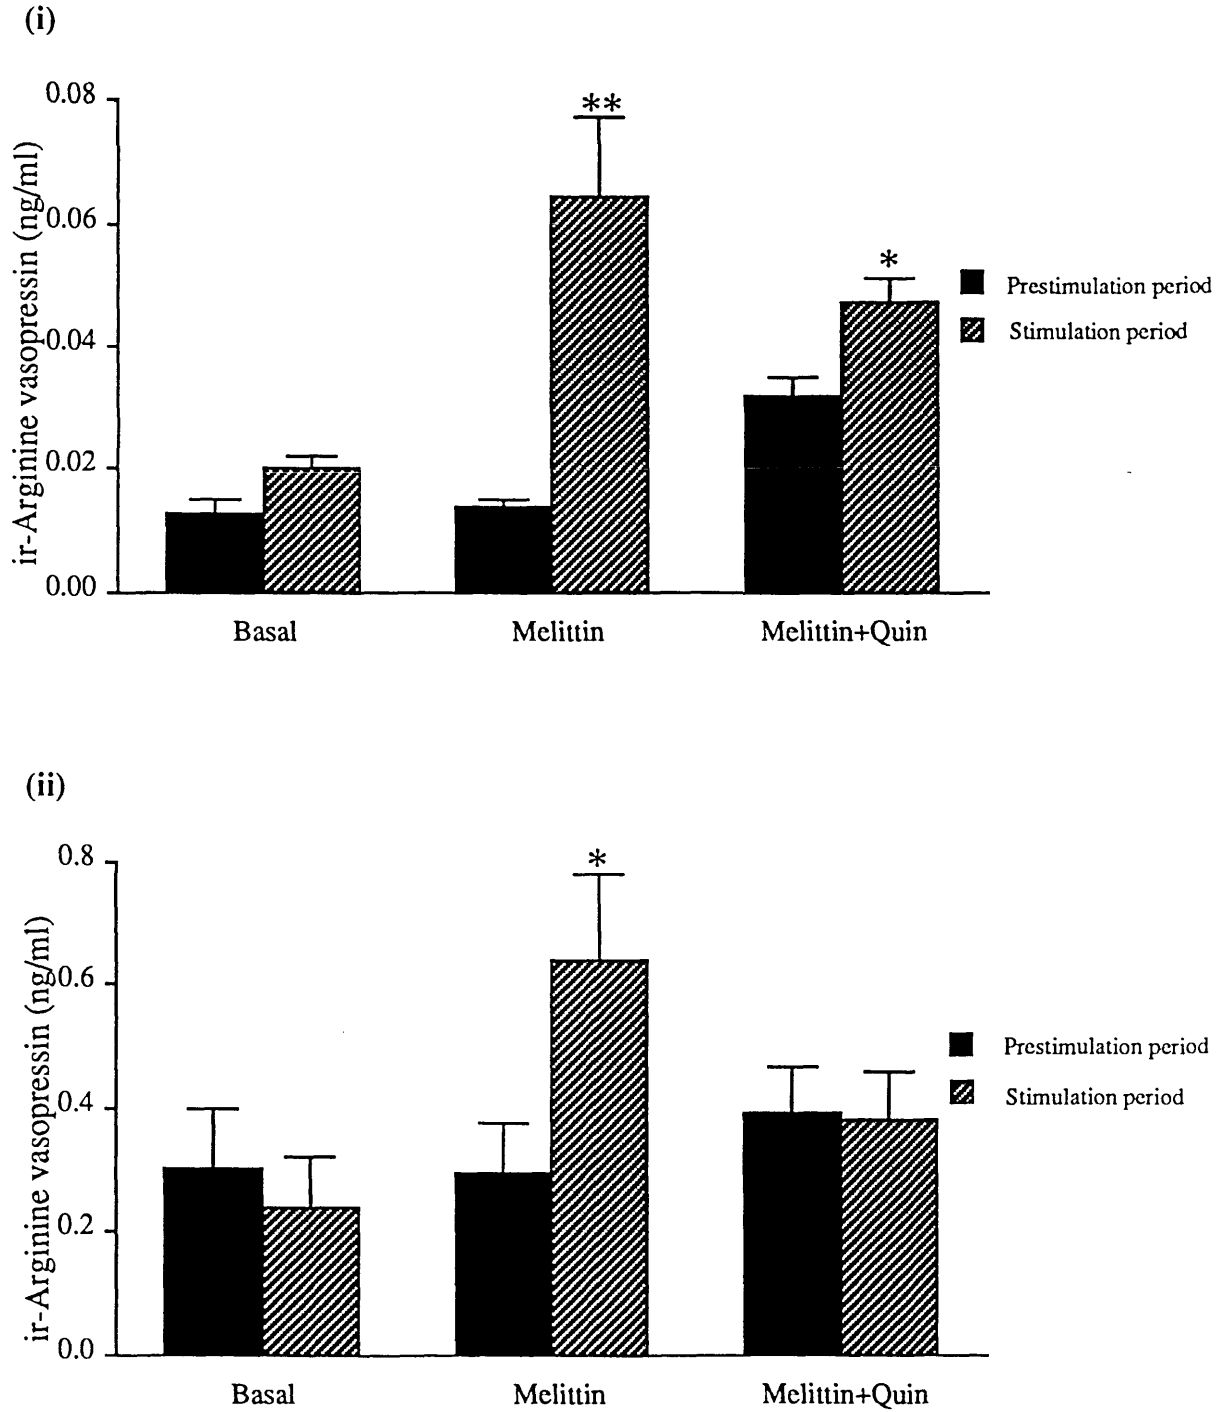 (i)
ir-Arginine vasopressin (ng/ml)
0.08
0.06
0.04
0.02
0.00
**
*
Prestimulation period
Stimulation period
Basal
Melittin
Melittin+Quin
(ii)
ir-Arginine vasopressin (ng/ml)
0.8
0.6
0.4
0.2
0.0
*
Prestimulation period
Stimulation period
Basal
Melittin
Melittin+Quin